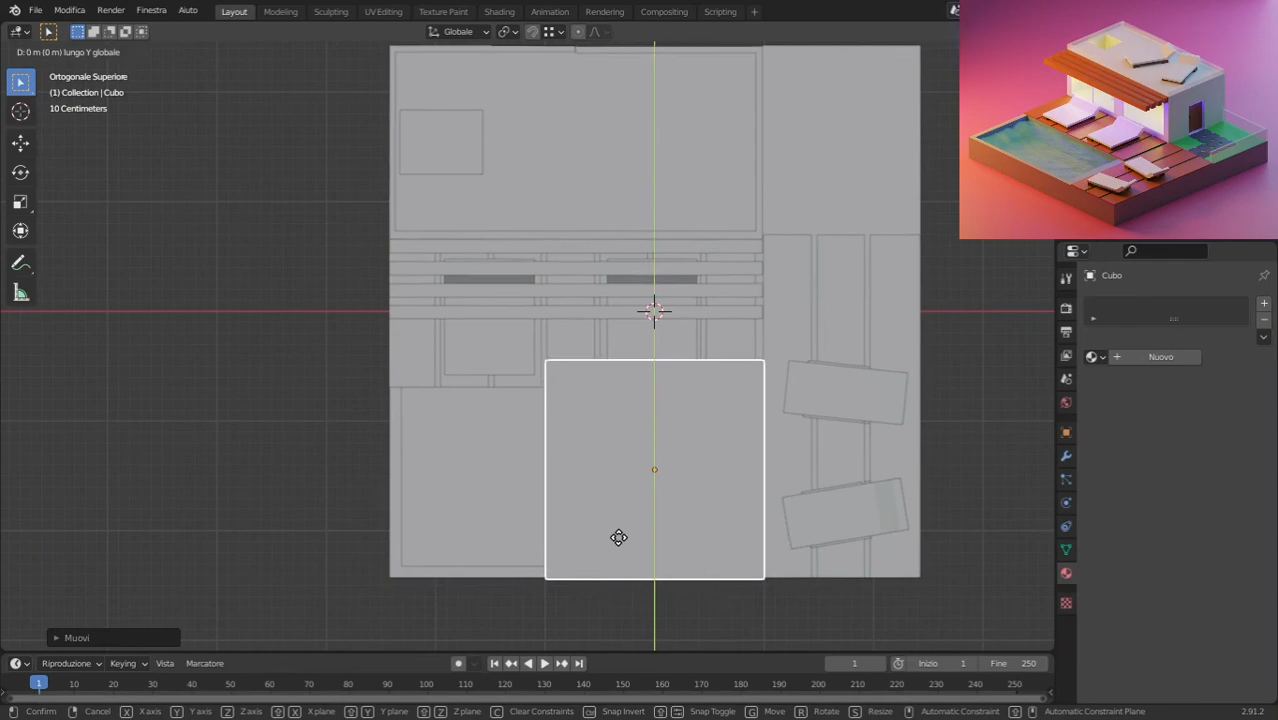 File Modifica Render Finestra Aiuto Layout Modeling Sculpting UV Editing Texture Paint Shading Animation Rendering Compositing Scripting +
Globale
D: 0 m (0 m) lungo Y globale
Ortogonale Superiore
(1) Collection | Cubo
10 Centimeters
Cubo
Nuovo
Muovi
Riproduzione Keying Vista Marcatore 1 Inizio 1 Fine 250
1 10 20 30 40 50 60 70 80 90 100 110 120 130 140 150 160 170 180 190 200 210 220 230 240 250
Confirm Cancel X X axis Y Y axis Z Z axis X X plane Y Y plane Z Z plane C Clear Constraints Snap Invert Snap Toggle G Move R Rotate S Resize Automatic Constraint Automatic Constraint Plane 2.91.2